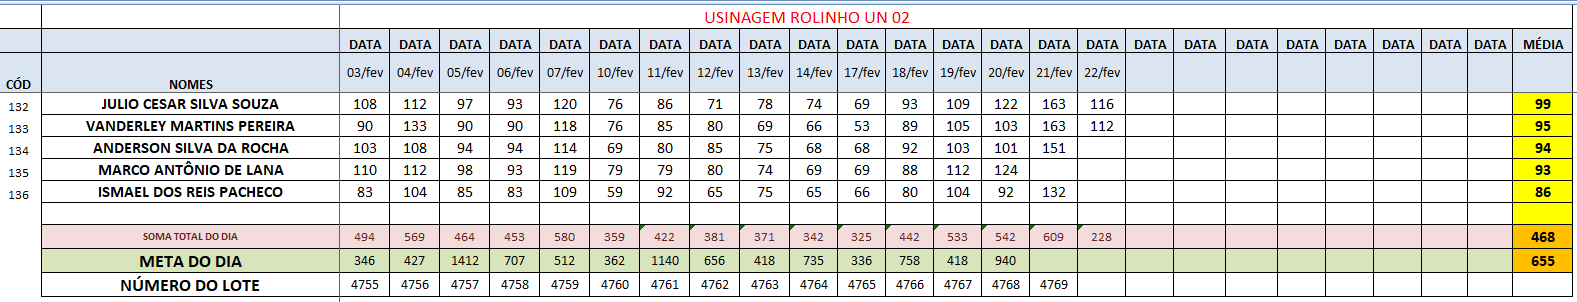 USINAGEM ROLINHO UN 02
DATA DATA DATA DATA DATA DATA DATA DATA DATA DATA DATA DATA DATA DATA DATA DATA DATA DATA DATA DATA DATA DATA DATA DATA MÉDIA
CÓD NOMES 03/fev 04/fev 05/fev 06/fev 07/fev 10/fev 11/fev 12/fev 13/fev 14/fev 17/fev 18/fev 19/fev 20/fev 21/fev 22/fev
132 JULIO CESAR SILVA SOUZA 108 112 97 93 120 76 86 71 78 74 69 93 109 122 163 116 99
133 VANDERLEY MARTINS PEREIRA 90 133 90 90 118 76 85 80 69 66 53 89 105 103 163 112 95
134 ANDERSON SILVA DA ROCHA 103 108 94 94 114 69 80 85 75 68 68 92 103 101 151 94
135 MARCO ANTÔNIO DE LANA 110 112 98 93 119 79 79 80 74 69 69 88 112 124 93
136 ISMAEL DOS REIS PACHECO 83 104 85 83 109 59 92 65 75 65 66 80 104 92 132 86
SOMA TOTAL DO DIA 494 569 464 453 580 359 422 381 371 342 325 442 533 542 609 228 468
META DO DIA 346 427 1412 707 512 362 1140 656 418 735 336 758 418 940 655
NÚMERO DO LOTE 4755 4756 4757 4758 4759 4760 4761 4762 4763 4764 4765 4766 4767 4768 4769